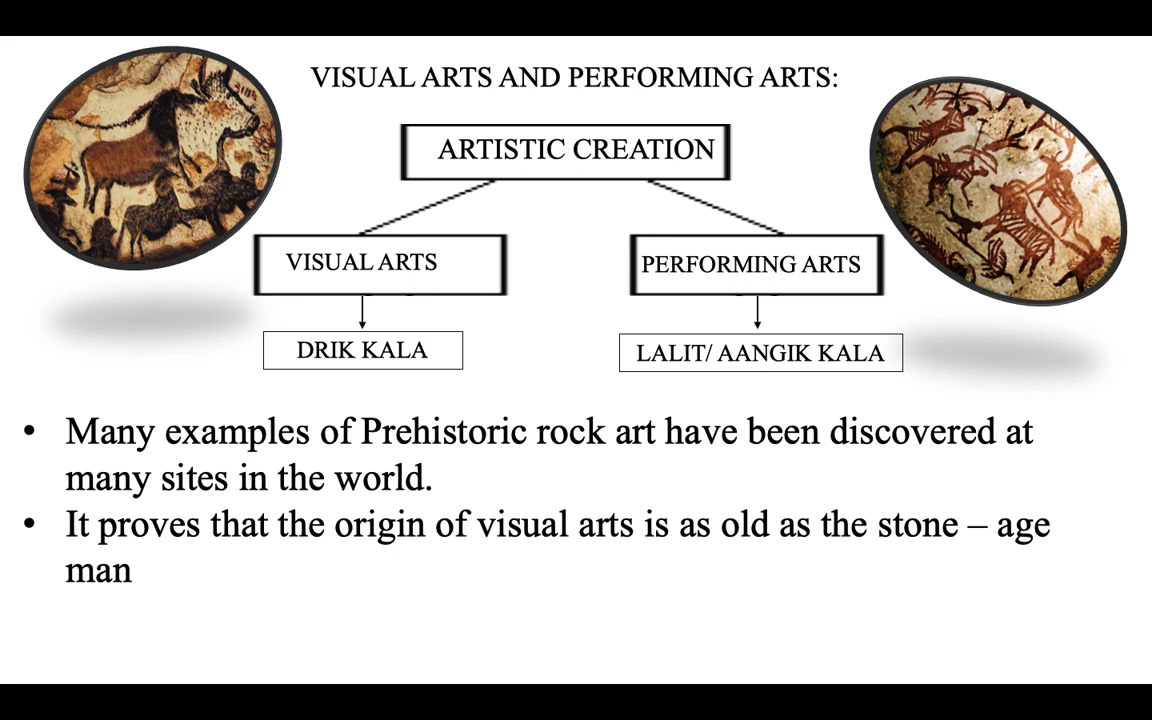 VISUAL ARTS AND PERFORMING ARTS:
ARTISTIC CREATION
VISUAL ARTS
PERFORMING ARTS
DRIK KALA
LALIT/ AANGIK KALA
• Many examples of Prehistoric rock art have been discovered at
many sites in the world.
• It proves that the origin of visual arts is as old as the stone – age
man